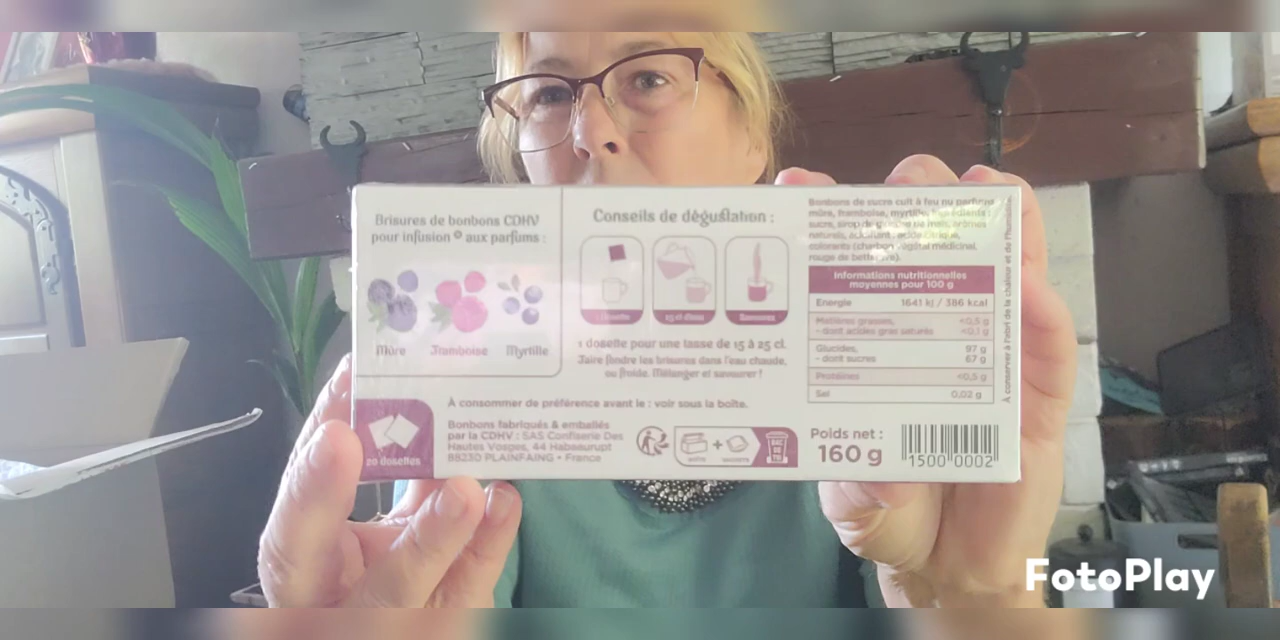 Brisures de bonbons CDHV
pour infusion aux parfums :
Mûre
Framboise
Myrtille
20 dosettes
Conseils de dégustation :
1 dosette
15 cl d'eau
Savourez
1 dosette pour une tasse de 15 à 25 cl.
Faire fondre les brisures dans l'eau chaude,
ou froide. Mélanger et savourer !
À consommer de préférence avant le : voir sous la boîte.
Bonbons fabriqués & emballés
par la CDHV : SAS Confiserie Des
Hautes Vosges, 44 Habeaurupt
88230 PLAINFAING - France
BAC
DE TRI
Bonbons de sucre cuit à feu nu parfums
mûre, framboise, myrtille. Ingrédients :
sucre, sirop de glucose de maïs, arômes
naturels, acidifiant : acide citrique,
colorants (charbon végétal médicinal,
rouge de betterave).
Informations nutritionnelles
moyennes pour 100 g
Energie 1641 kj / 386 kcal
Matières grasses, <0,5 g
- dont acides gras saturés <0,1 g
Glucides, 97 g
- dont sucres 67 g
Protéines <0,5 g
Sel 0,02 g
À conserver à l'abri de la chaleur et de l'humidité.
Poids net :
160 g
1500 0002
FotoPlay